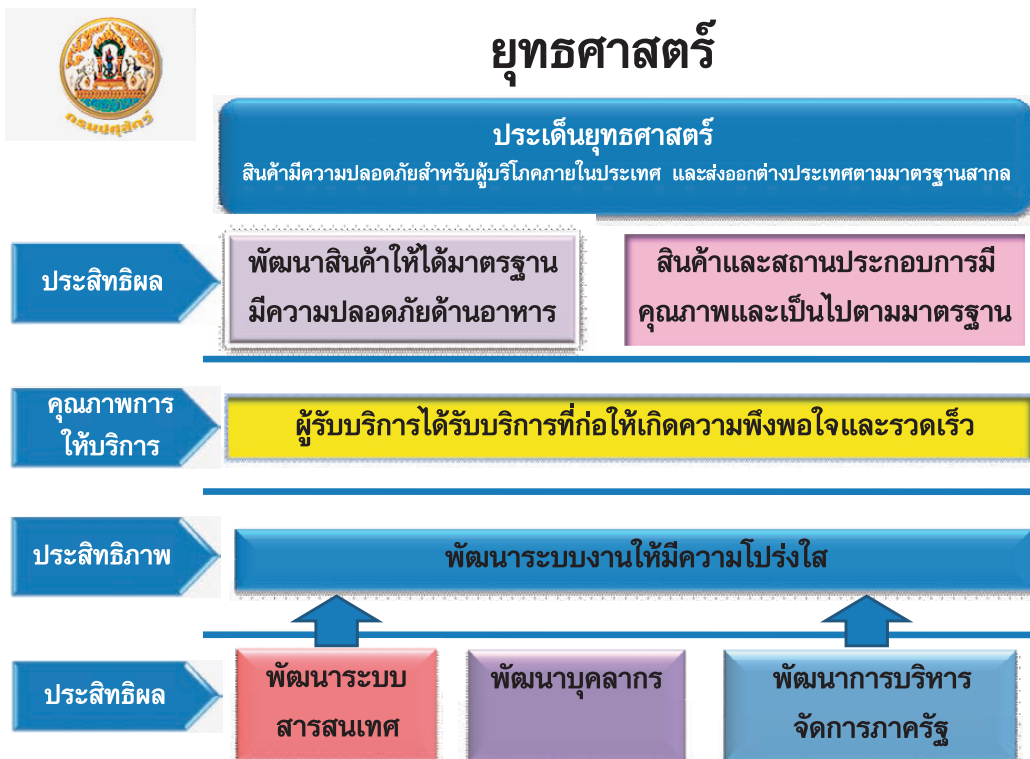 ยุทธศาสตร์
กรมปศุสัตว์
ประเด็นยุทธศาสตร์
สินค้ามีความปลอดภัยสำหรับผู้บริโภคภายในประเทศ และส่งออกต่างประเทศตามมาตรฐานสากล
ประสิทธิผล
พัฒนาสินค้าให้ได้มาตรฐาน
มีความปลอดภัยด้านอาหาร
สินค้าและสถานประกอบการมี
คุณภาพและเป็นไปตามมาตรฐาน
คุณภาพการ
ให้บริการ
ผู้รับบริการได้รับบริการที่ก่อให้เกิดความพึงพอใจและรวดเร็ว
ประสิทธิภาพ
พัฒนาระบบงานให้มีความโปร่งใส
ประสิทธิผล
พัฒนาระบบ
สารสนเทศ
พัฒนาบุคลากร
พัฒนาการบริหาร
จัดการภาครัฐ